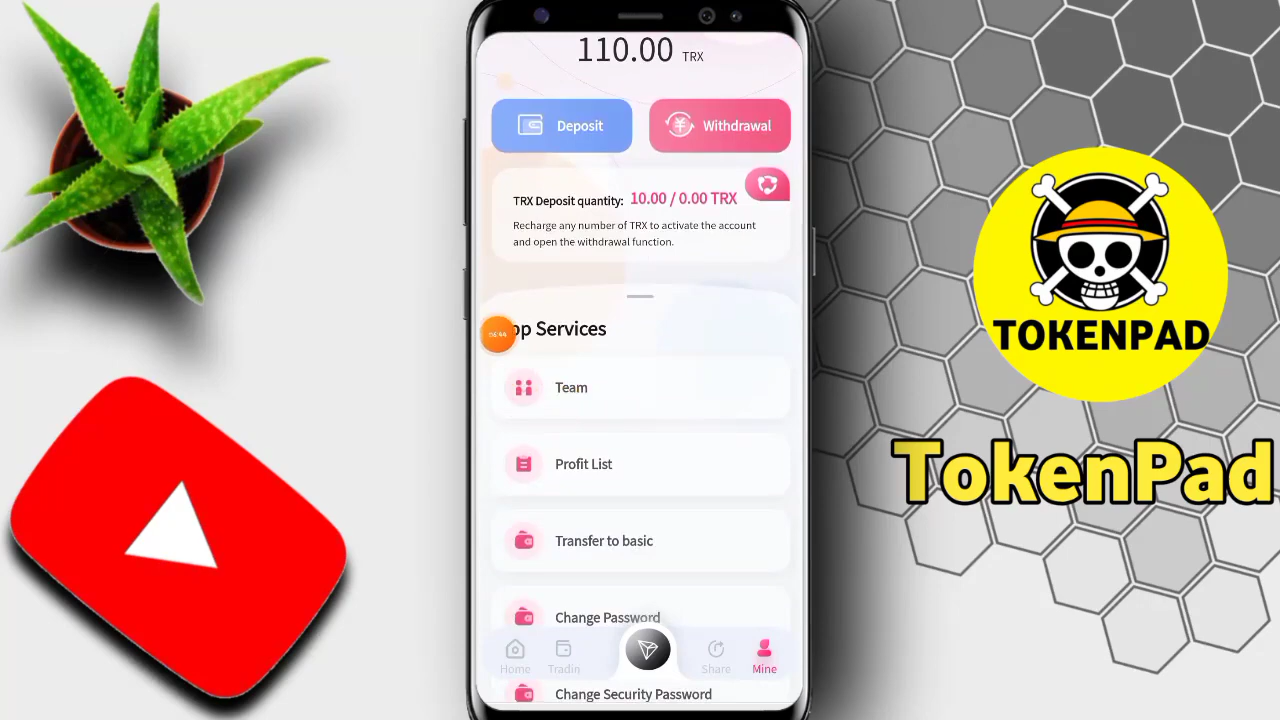 110.00 TRX
Deposit
Withdrawal
TRX Deposit quantity: 10.00 / 0.00 TRX
Recharge any number of TRX to activate the account
and open the withdrawal function.
pp Services
Team
Profit List
Transfer to basic
Change Password
Home
Tradin
Share
Mine
Change Security Password
TOKENPAD
TokenPad